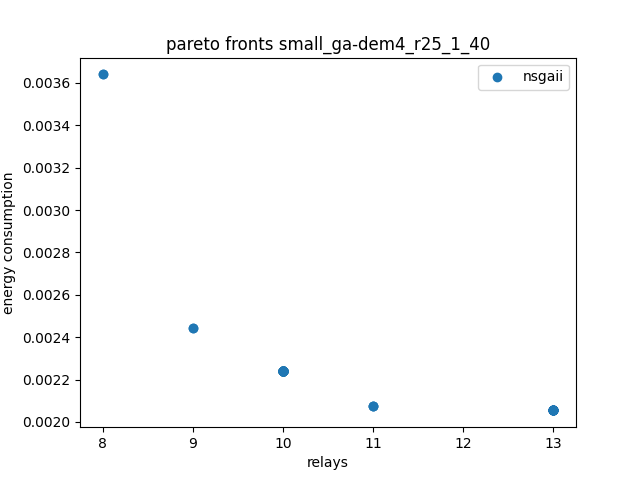 pareto fronts small_ga-dem4_r25_1_40
nsgaii
energy consumption
0.0036
0.0034
0.0032
0.0030
0.0028
0.0026
0.0024
0.0022
0.0020
8 9 10 11 12 13
relays